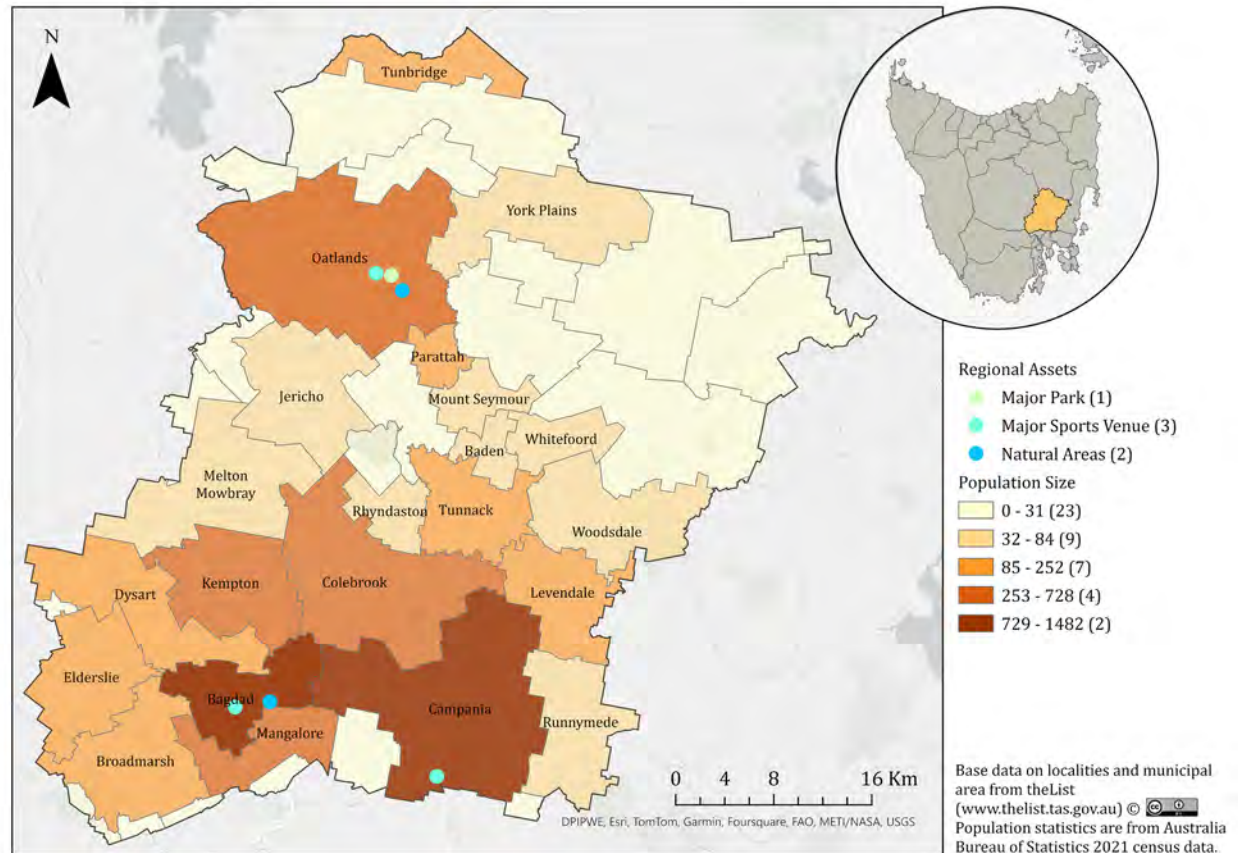 N
Tunbridge
York Plains
Oatlands
Parattah
Jericho
Mount Seymour
Whitefoord
Baden
Melton
Mowbray
Rhyndaston
Tunnack
Woodsdale
Kempton
Colebrook
Dysart
Levendale
Elderslie
Bagdad
Campania
Runnymede
Mangalore
Broadmarsh
0 4 8 16 Km
DPIPWE, Esri, TomTom, Garmin, Foursquare, FAO, METI/NASA, USGS
Regional Assets
Major Park (1)
Major Sports Venue (3)
Natural Areas (2)
Population Size
0 - 31 (23)
32 - 84 (9)
85 - 252 (7)
253 - 728 (4)
729 - 1482 (2)
Base data on localities and municipal
area from theList
(www.thelist.tas.gov.au) ©
Population statistics are from Australia
Bureau of Statistics 2021 census data.